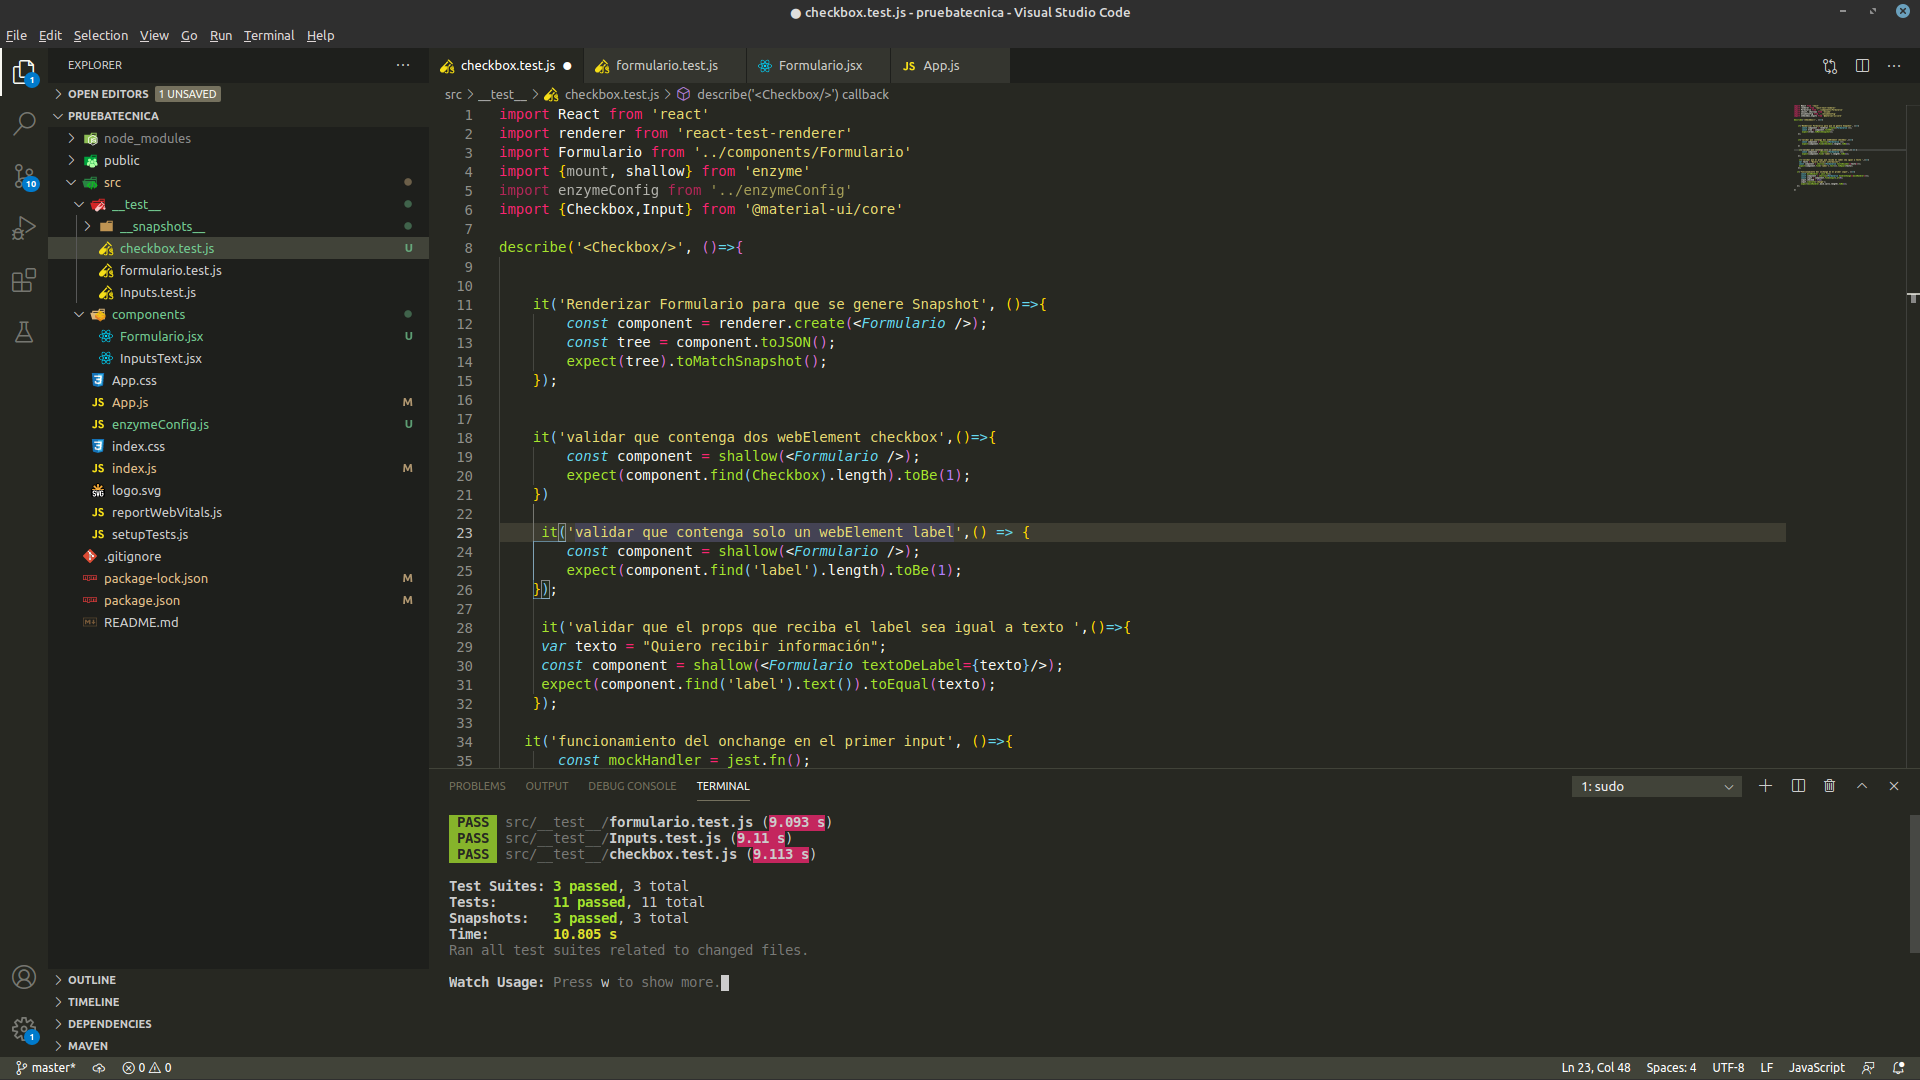 checkbox.test.js - pruebatecnica - Visual Studio Code
File Edit Selection View Go Run Terminal Help
EXPLORER
OPEN EDITORS 1 UNSAVED
PRUEBATECNICA
node_modules
public
src
__test__
__snapshots__
checkbox.test.js U
formulario.test.js
Inputs.test.js
components
Formulario.jsx U
InputsText.jsx
App.css
App.js M
enzymeConfig.js U
index.css
index.js M
logo.svg
reportWebVitals.js
setupTests.js
.gitignore
package-lock.json M
package.json M
README.md
OUTLINE
TIMELINE
DEPENDENCIES
MAVEN
1
10
1
checkbox.test.js formulario.test.js Formulario.jsx JS App.js
src > __test__ > checkbox.test.js > describe('<Checkbox/>') callback
1 import React from 'react'
2 import renderer from 'react-test-renderer'
3 import Formulario from '../components/Formulario'
4 import {mount, shallow} from 'enzyme'
5 import enzymeConfig from '../enzymeConfig'
6 import {Checkbox,Input} from '@material-ui/core'
7
8 describe('<Checkbox/>', ()=>{
9
10
11 it('Renderizar Formulario para que se genere Snapshot', ()=>{
12 const component = renderer.create(<Formulario />);
13 const tree = component.toJSON();
14 expect(tree).toMatchSnapshot();
15 });
16
17
18 it('validar que contenga dos webElement checkbox',()=>{
19 const component = shallow(<Formulario />);
20 expect(component.find(Checkbox).length).toBe(1);
21 })
22
23 it('validar que contenga solo un webElement label',() => {
24 const component = shallow(<Formulario />);
25 expect(component.find('label').length).toBe(1);
26 });
27
28 it('validar que el props que reciba el label sea igual a texto ',()=>{
29 var texto = "Quiero recibir información";
30 const component = shallow(<Formulario textoDeLabel={texto}/>);
31 expect(component.find('label').text()).toEqual(texto);
32 });
33
34 it('funcionamiento del onchange en el primer input', ()=>{
35 const mockHandler = jest.fn();
PROBLEMS OUTPUT DEBUG CONSOLE TERMINAL 1: sudo
PASS src/__test__/formulario.test.js (9.093 s)
PASS src/__test__/Inputs.test.js (9.11 s)
PASS src/__test__/checkbox.test.js (9.113 s)
Test Suites: 3 passed, 3 total
Tests: 11 passed, 11 total
Snapshots: 3 passed, 3 total
Time: 10.805 s
Ran all test suites related to changed files.
Watch Usage: Press w to show more.
master* 0 0 Ln 23, Col 48 Spaces: 4 UTF-8 LF JavaScript